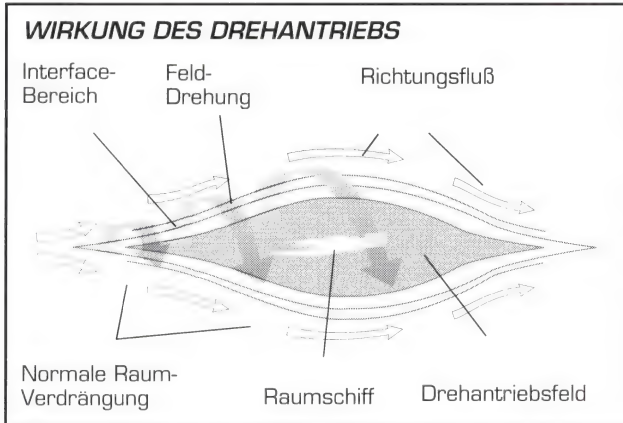 WIRKUNG DES DREHANTRIEBS
Interface-
Bereich
Feld-
Drehung
Richtungsfluß
Normale Raum-
Verdrängung
Raumschiff
Drehantriebsfeld